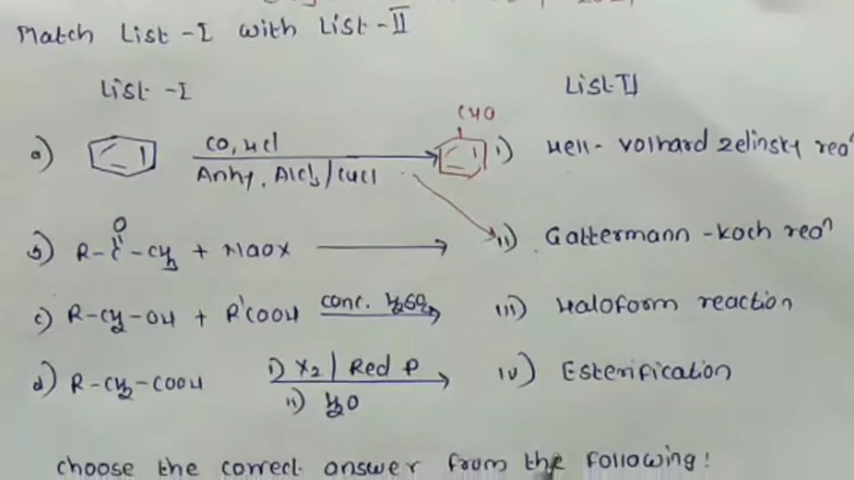 Match List -I with List -II
List -I
List-II
CHO
a) CO, HCl
Anhy. AlCl3/CuCl
i) Hell- Volhard Zelinsky reoⁿ
O
b) R-C-CH3 + NaOX
ii) Gattermann -Koch reoⁿ
c) R-CH2-OH + R'COOH conc. H2SO4
iii) Haloform reaction
d) R-CH2-COOH i) X2 | Red P
ii) H2O
iv) Esterification
choose the correct answer from the following: